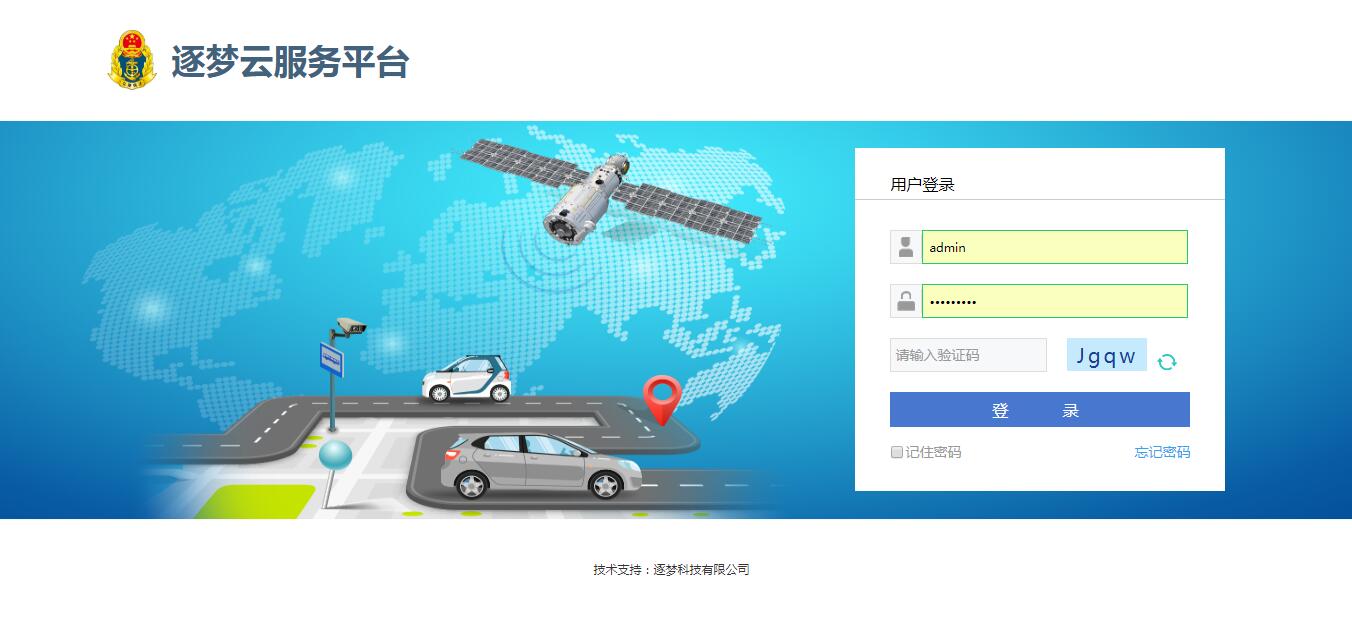 逐梦云服务平台
用户登录
admin
•••••••••
请输入验证码
Jgqw
登 录
记住密码
忘记密码
技术支持：逐梦科技有限公司